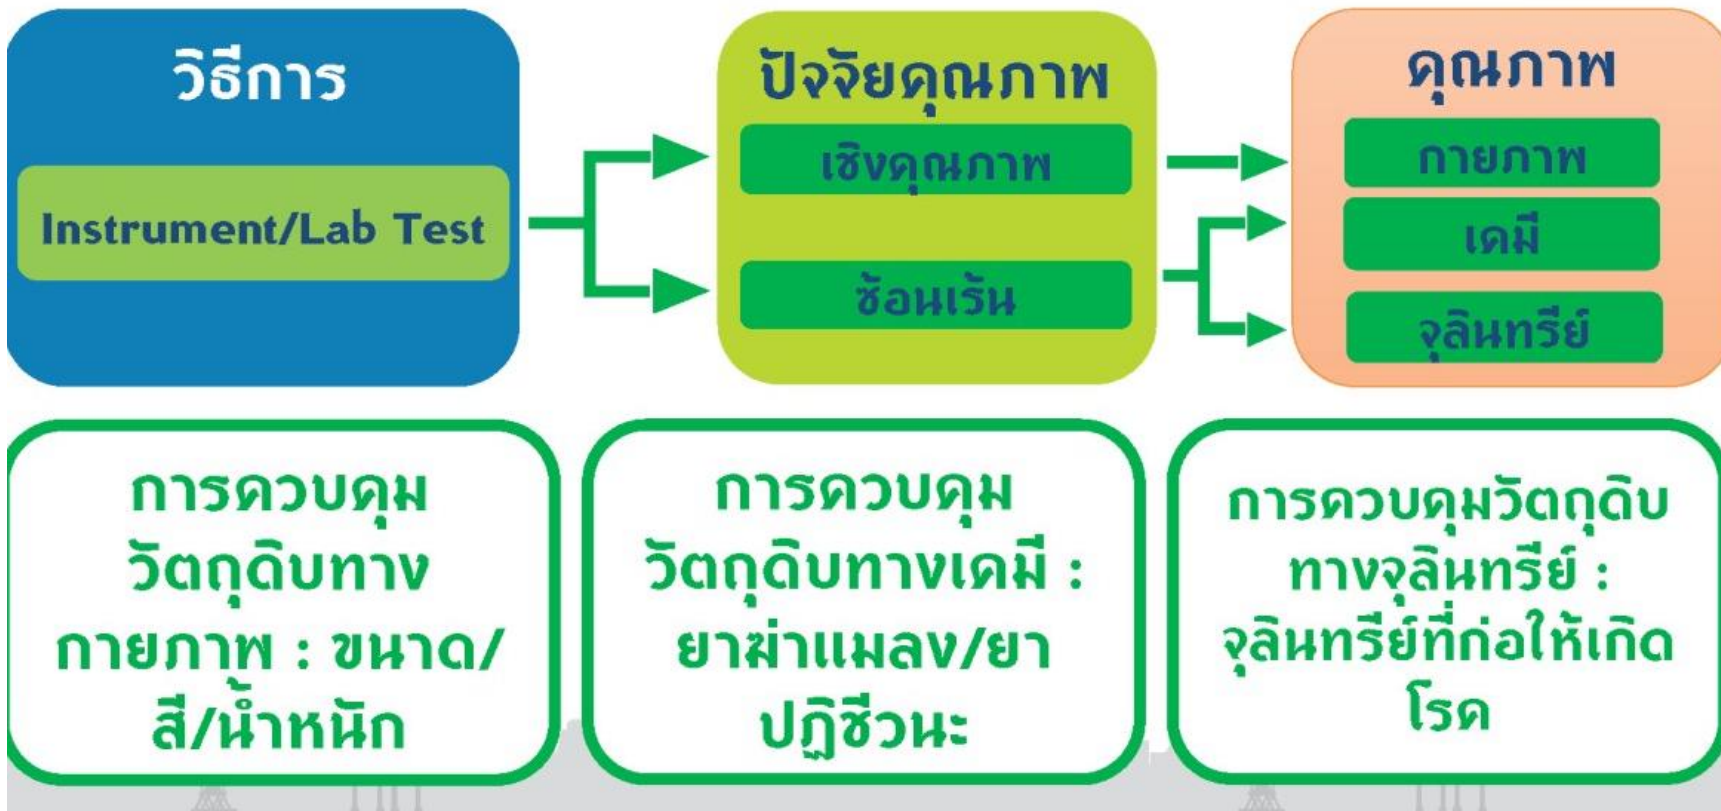 วิธีการ
Instrument/Lab Test
ปัจจัยคุณภาพ
เชิงคุณภาพ
ซ้อนเร้น
คุณภาพ
กายภาพ
เคมี
จุลินทรีย์
การควบคุม
วัตถุดิบทาง
กายภาพ : ขนาด/
สี/น้ำหนัก
การควบคุม
วัตถุดิบทางเคมี :
ยาฆ่าแมลง/ยา
ปฏิชีวนะ
การควบคุมวัตถุดิบ
ทางจุลินทรีย์ :
จุลินทรีย์ที่ก่อให้เกิด
โรค